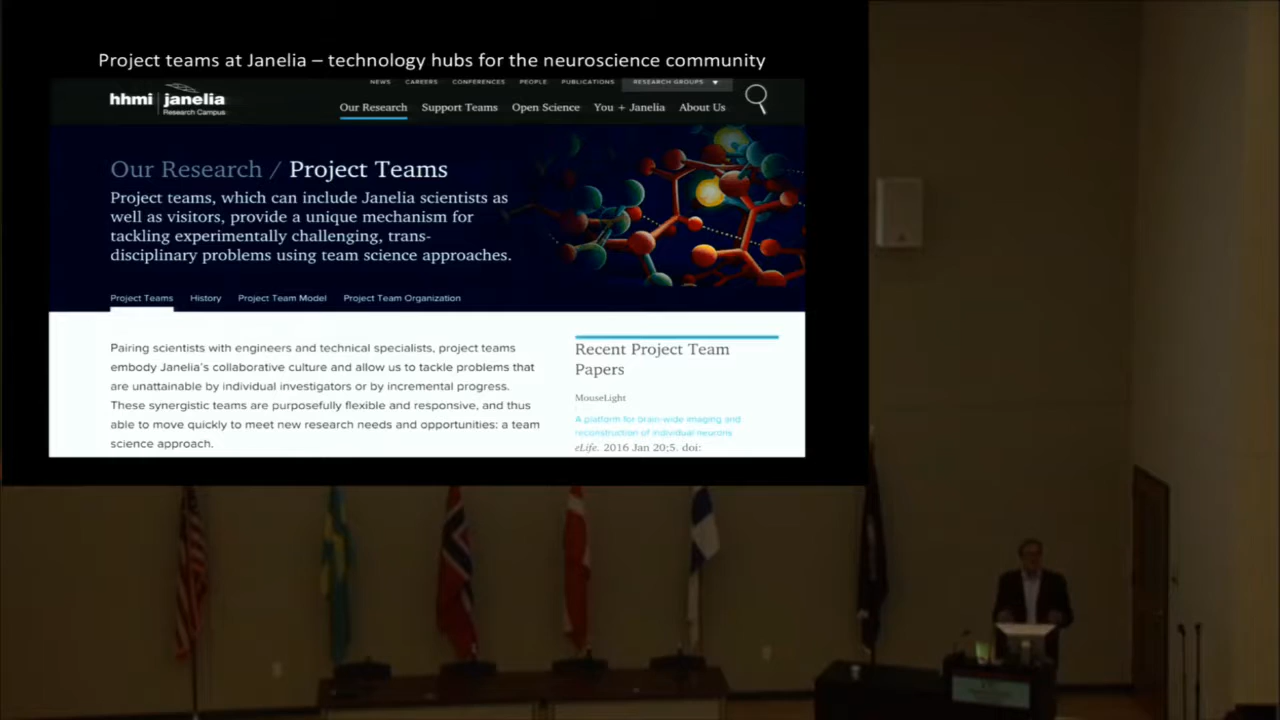 Project teams at Janelia – technology hubs for the neuroscience community
NEWS CAREERS CONFERENCES PEOPLE PUBLICATIONS RESEARCH GROUPS
hhmi janelia
Research Campus
Our Research Support Teams Open Science You + Janelia About Us
Our Research / Project Teams
Project teams, which can include Janelia scientists as
well as visitors, provide a unique mechanism for
tackling experimentally challenging, trans-
disciplinary problems using team science approaches.
Project Teams History Project Team Model Project Team Organization
Pairing scientists with engineers and technical specialists, project teams
embody Janelia's collaborative culture and allow us to tackle problems that
are unattainable by individual investigators or by incremental progress.
These synergistic teams are purposefully flexible and responsive, and thus
able to move quickly to meet new research needs and opportunities: a team
science approach.
Recent Project Team
Papers
MouseLight
A platform for brain-wide imaging and
reconstruction of individual neurons
eLife. 2016 Jan 20;5. doi: